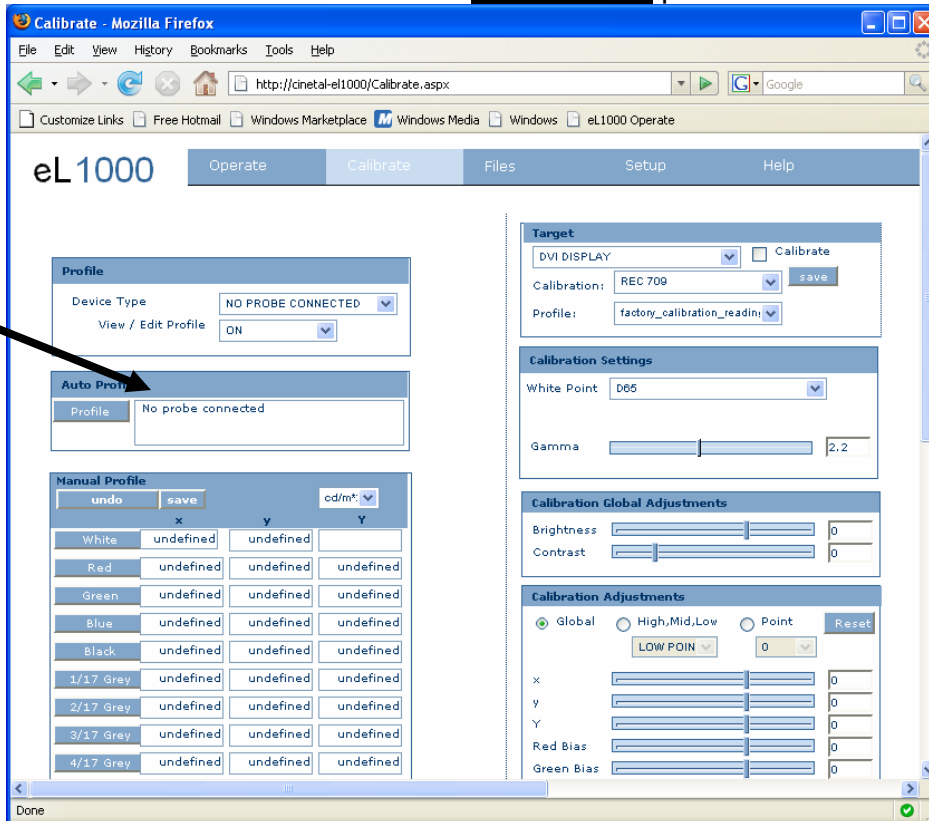 Calibrate - Mozilla Firefox
File Edit View History Bookmarks Tools Help
http://cinetal-el1000/Calibrate.aspx
G Google
Customize Links Free Hotmail Windows Marketplace Windows Media Windows eL1000 Operate
eL1000 Operate Calibrate Files Setup Help
Profile
Device Type NO PROBE CONNECTED
View / Edit Profile ON
Auto
Profile No probe connected
Manual Profile
undo save cd/m²
x y Y
White undefined undefined
Red undefined undefined undefined
Green undefined undefined undefined
Blue undefined undefined undefined
Black undefined undefined undefined
1/17 Grey undefined undefined undefined
2/17 Grey undefined undefined undefined
3/17 Grey undefined undefined undefined
4/17 Grey undefined undefined undefined
Target
DVI DISPLAY Calibrate
Calibration: REC 709 save
Profile: factory_calibration_reading
Calibration Settings
White Point D65
Gamma 2.2
Calibration Global Adjustments
Brightness 0
Contrast 0
Calibration Adjustments
Global High,Mid,Low Point Reset
LOW POIN 0
x 0
y 0
Y 0
Red Bias 0
Green Bias 0
Done